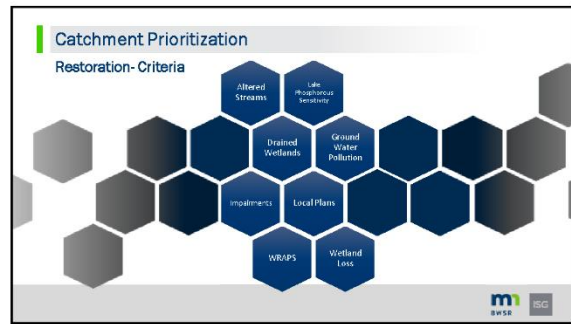 Catchment Prioritization
Restoration- Criteria
Altered
Streams
Lake
Phosphorous
Sensitivity
Drained
Wetlands
Ground
Water
Pollution
Impairments
Local Plans
WRAPS
Wetland
Loss
BWSR
ISG